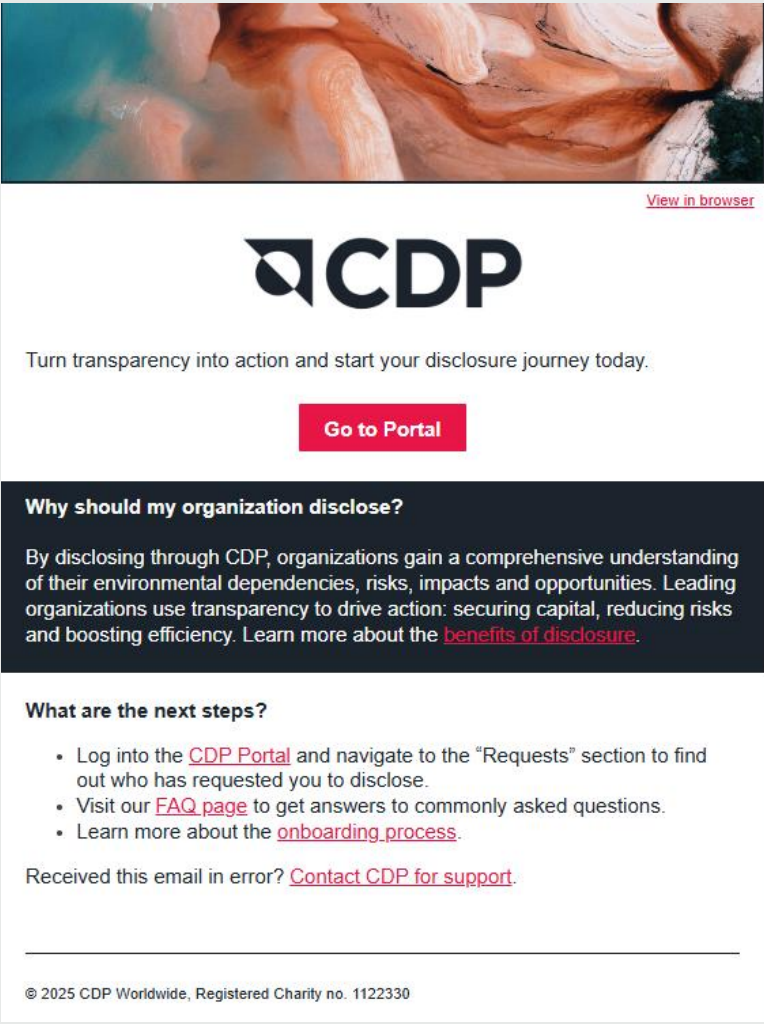 View in browser
CDP
Turn transparency into action and start your disclosure journey today.
Go to Portal
Why should my organization disclose?
By disclosing through CDP, organizations gain a comprehensive understanding
of their environmental dependencies, risks, impacts and opportunities. Leading
organizations use transparency to drive action: securing capital, reducing risks
and boosting efficiency. Learn more about the benefits of disclosure.
What are the next steps?
• Log into the CDP Portal and navigate to the “Requests” section to find
out who has requested you to disclose.
• Visit our FAQ page to get answers to commonly asked questions.
• Learn more about the onboarding process.
Received this email in error? Contact CDP for support.
© 2025 CDP Worldwide, Registered Charity no. 1122330